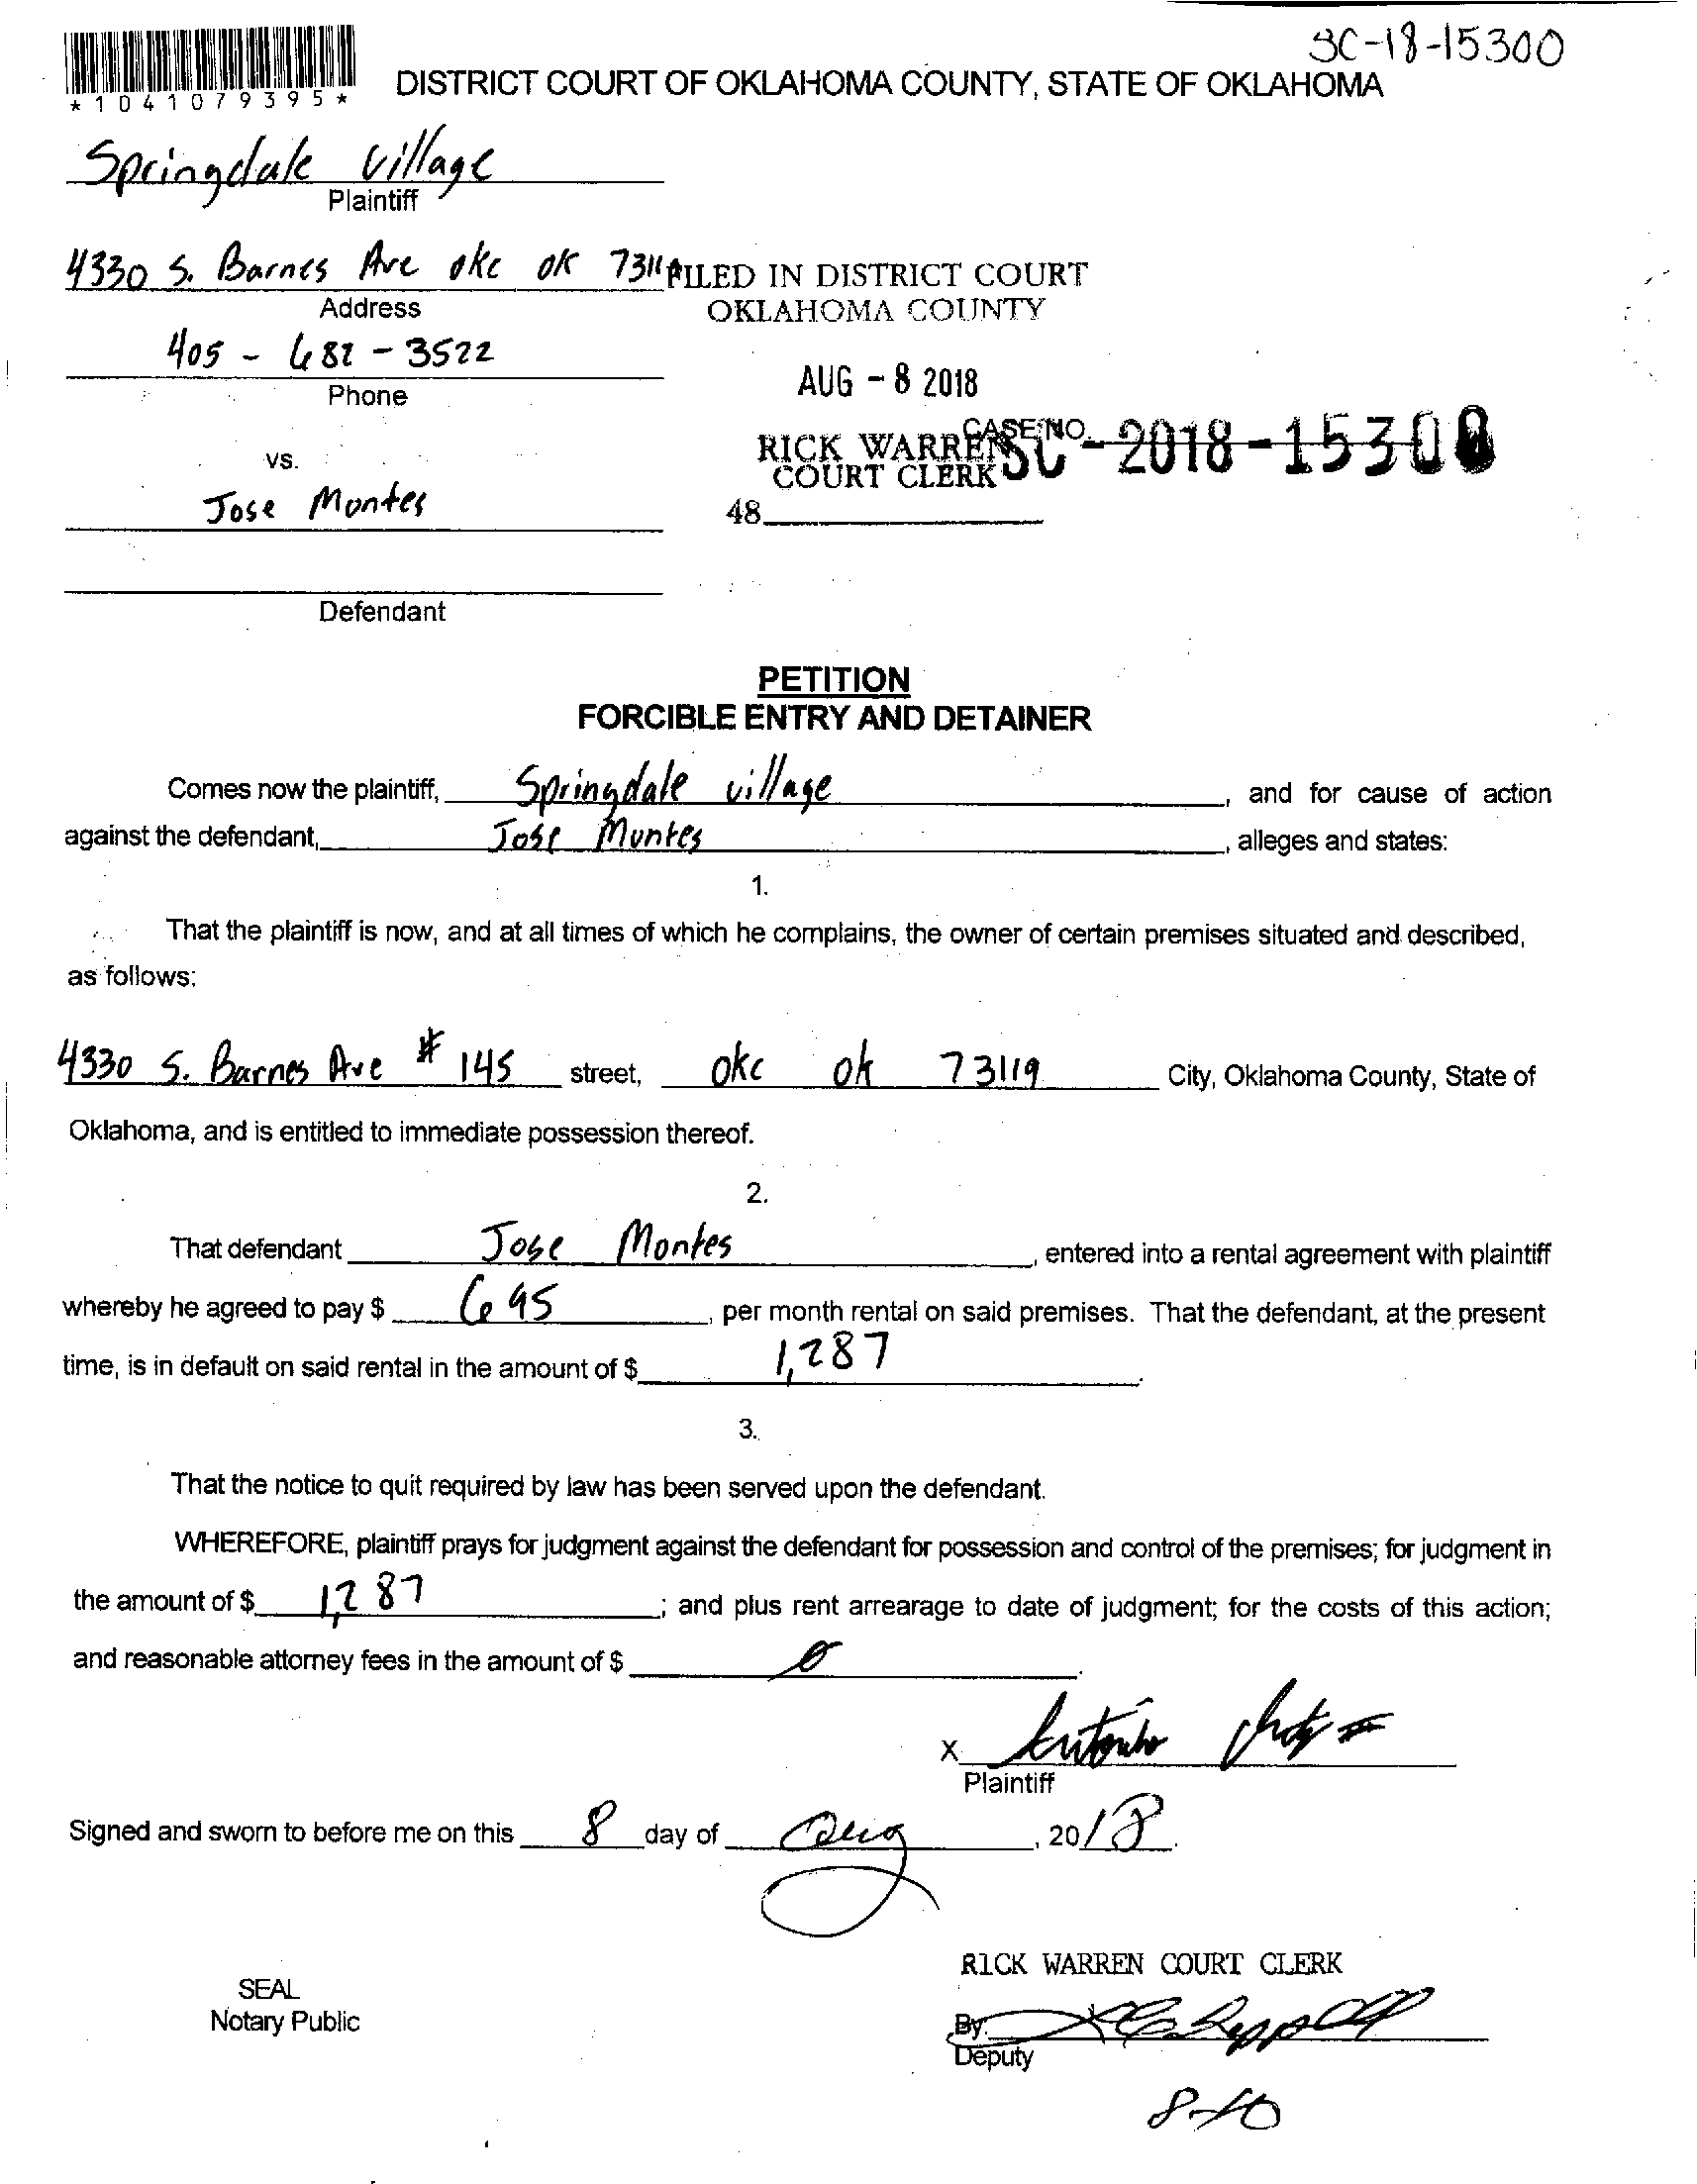 SC-18-15300
*1041079395*
DISTRICT COURT OF OKLAHOMA COUNTY, STATE OF OKLAHOMA
Springdale Village
Plaintiff
4330 S. Barnes Ave okc ok 7311
FILED IN DISTRICT COURT
Address
OKLAHOMA COUNTY
405 - 682 - 3522
Phone
AUG - 8 2018
CASE NO.
RICK WARREN
SC - 2018 - 15300
COURT CLERK
vs.
Jose Montes
48
Defendant
PETITION
FORCIBLE ENTRY AND DETAINER
Comes now the plaintiff, Springdale village, and for cause of action
against the defendant, Jose Montes, alleges and states:
1.
That the plaintiff is now, and at all times of which he complains, the owner of certain premises situated and described,
as follows:
4330 S. Barnes Ave # 145 street, okc ok 73119 City, Oklahoma County, State of
Oklahoma, and is entitled to immediate possession thereof.
2.
That defendant Jose Montes, entered into a rental agreement with plaintiff
whereby he agreed to pay $ 695, per month rental on said premises. That the defendant, at the present
time, is in default on said rental in the amount of $ 1,287.
3.
That the notice to quit required by law has been served upon the defendant.
WHEREFORE, plaintiff prays for judgment against the defendant for possession and control of the premises; for judgment in
the amount of $ 1,287; and plus rent arrearage to date of judgment; for the costs of this action;
and reasonable attorney fees in the amount of $ 0.
X
Plaintiff
Signed and sworn to before me on this 8 day of Aug, 2018.
RICK WARREN COURT CLERK
SEAL
Notary Public
By
Deputy
8-10